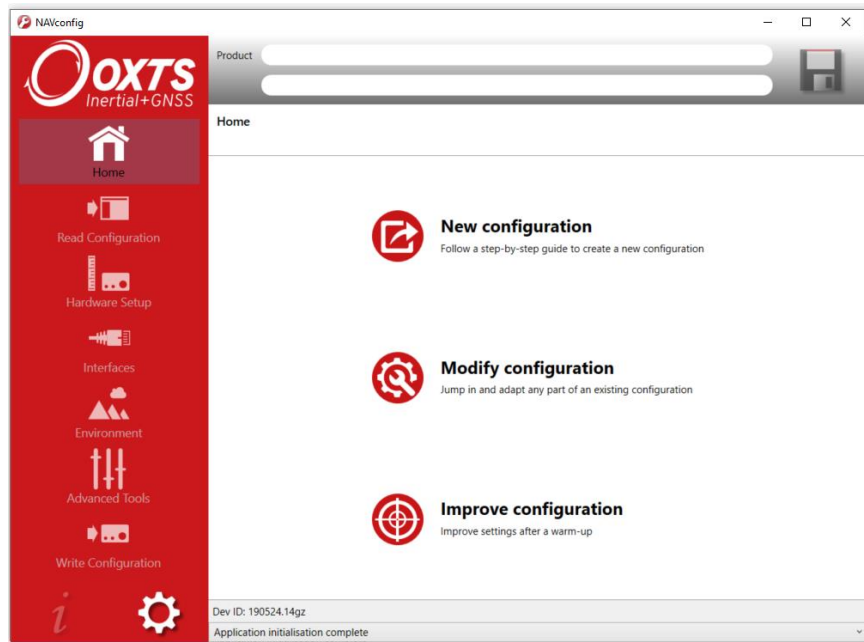 NAVconfig
OXTS
Inertial+GNSS
Home
Read Configuration
Hardware Setup
Interfaces
Environment
Advanced Tools
Write Configuration
i
Product
Home
New configuration
Follow a step-by-step guide to create a new configuration
Modify configuration
Jump in and adapt any part of an existing configuration
Improve configuration
Improve settings after a warm-up
Dev ID: 190524.14gz
Application initialisation complete